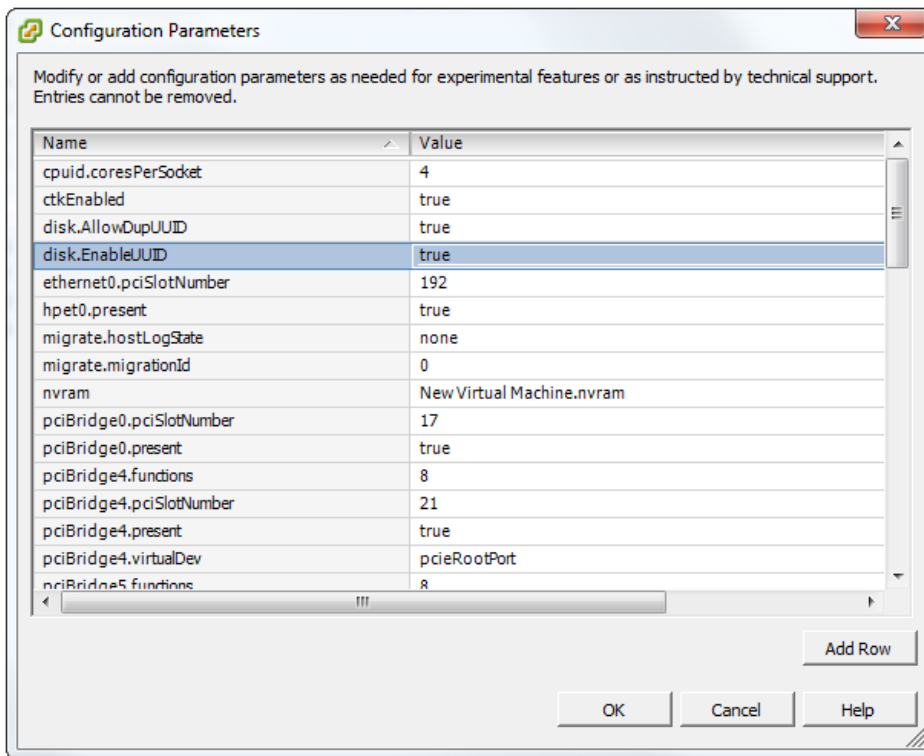 Configuration Parameters
Modify or add configuration parameters as needed for experimental features or as instructed by technical support.
Entries cannot be removed.
Name Value
cpuid.coresPerSocket 4
ctkEnabled true
disk.AllowDupUUID true
disk.EnableUUID true
ethernet0.pciSlotNumber 192
hpet0.present true
migrate.hostLogState none
migrate.migrationId 0
nvram New Virtual Machine.nvram
pciBridge0.pciSlotNumber 17
pciBridge0.present true
pciBridge4.functions 8
pciBridge4.pciSlotNumber 21
pciBridge4.present true
pciBridge4.virtualDev pcieRootPort
pciBridge5.functions 8
Add Row
OK Cancel Help